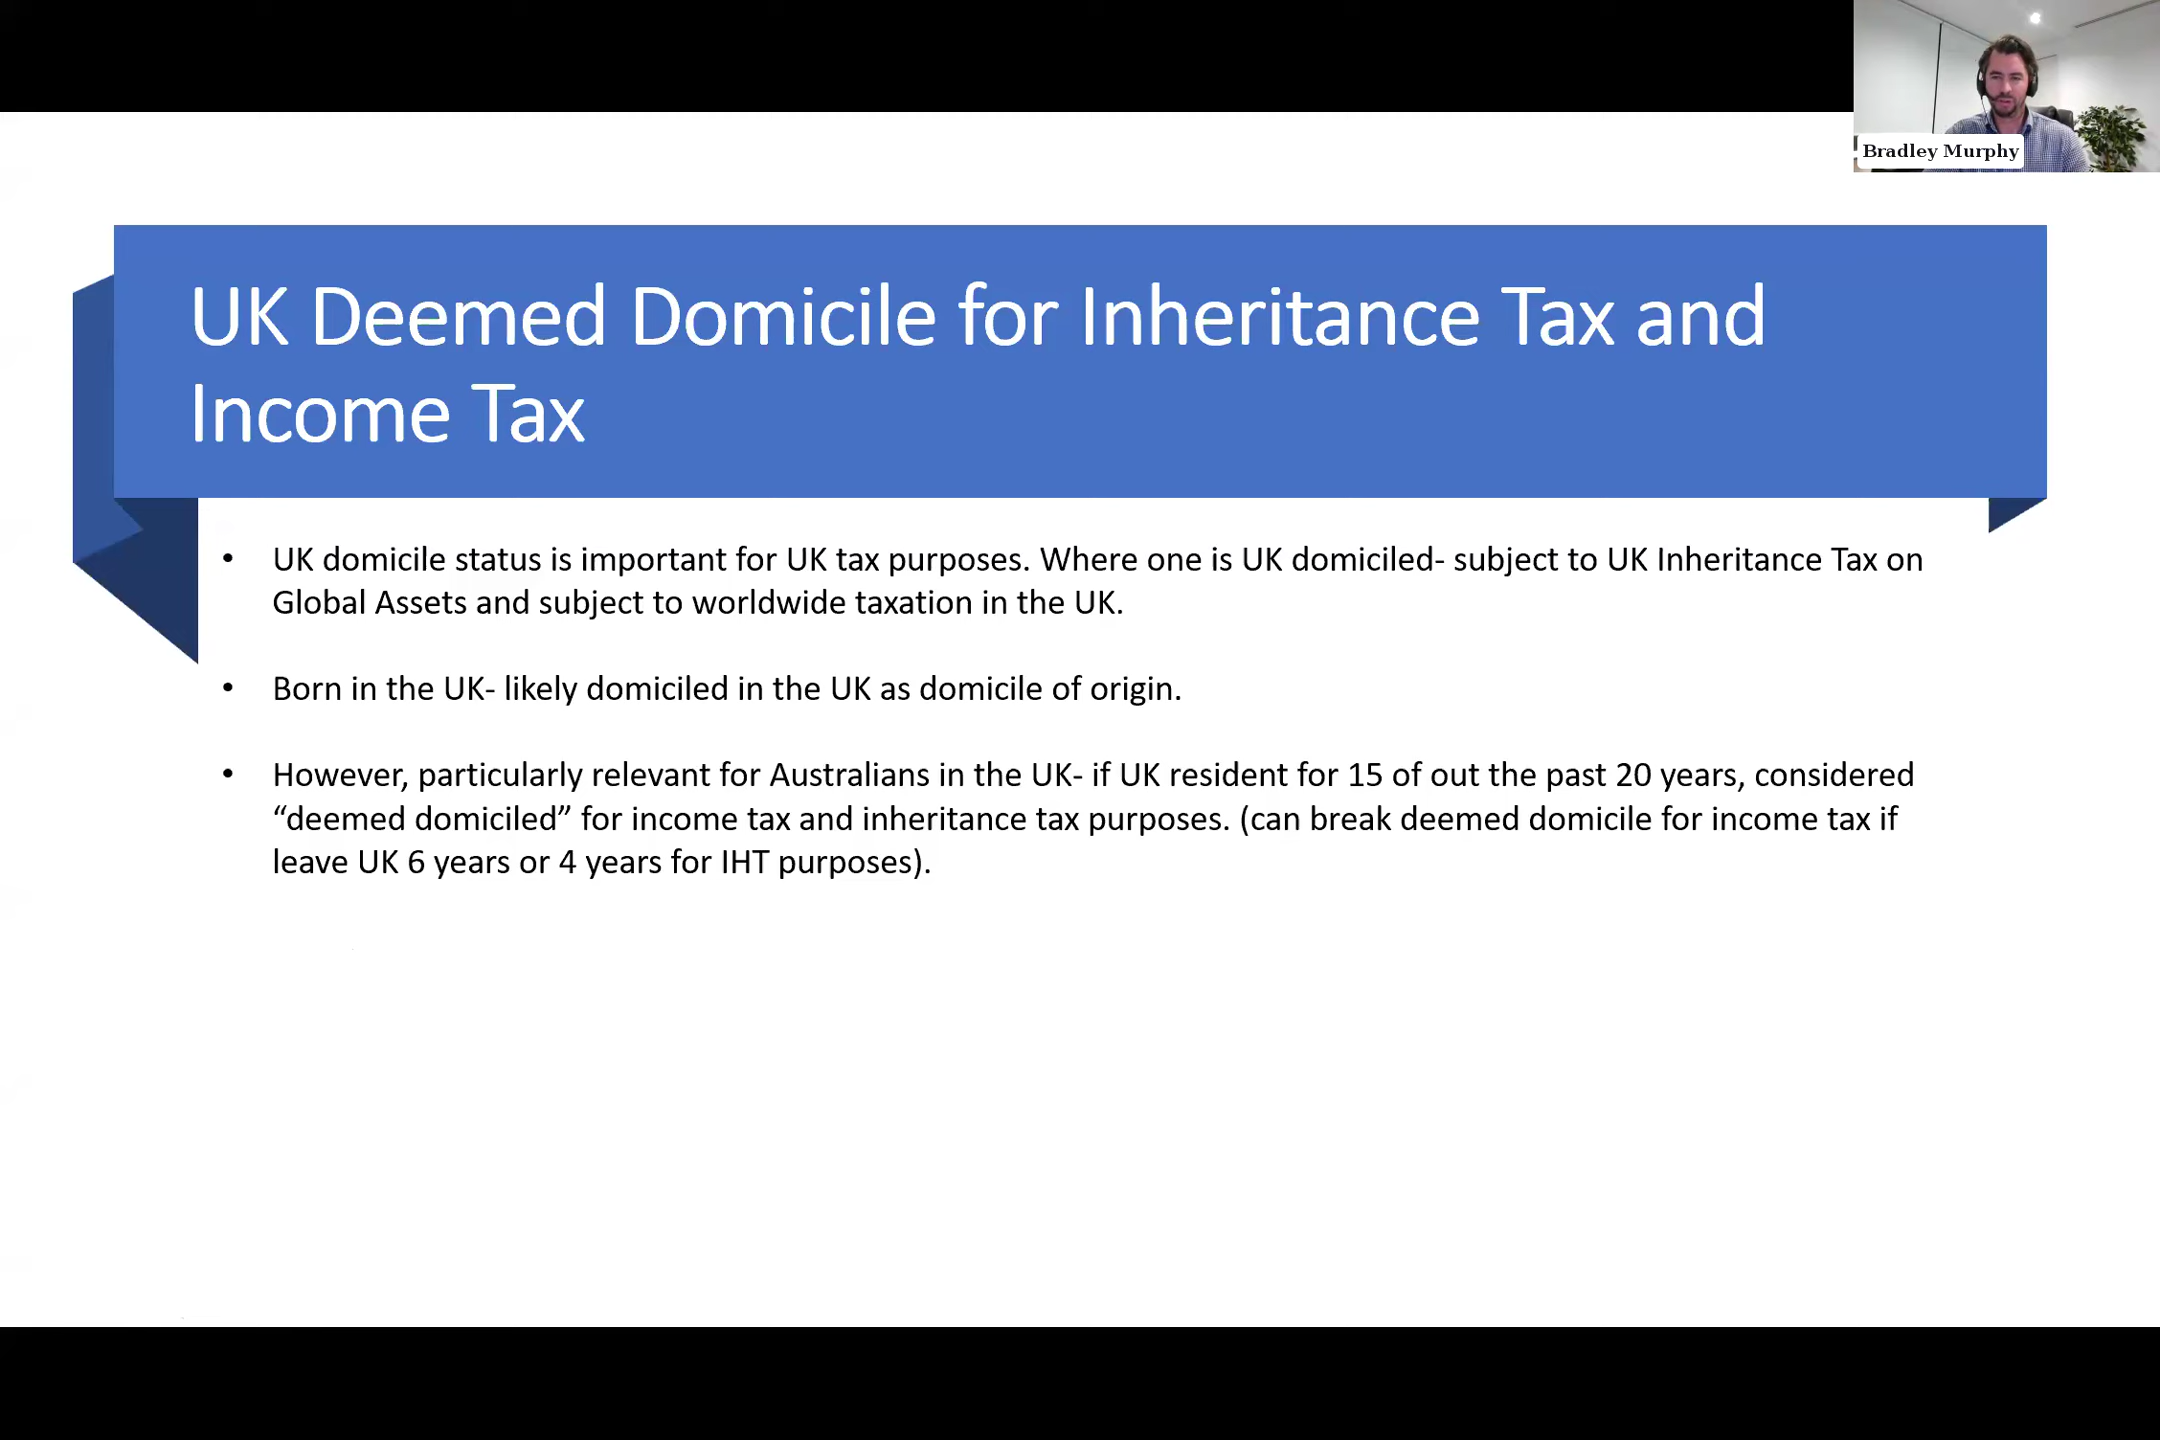 Bradley Murphy
UK Deemed Domicile for Inheritance Tax and
Income Tax
• UK domicile status is important for UK tax purposes. Where one is UK domiciled- subject to UK Inheritance Tax on
Global Assets and subject to worldwide taxation in the UK.
• Born in the UK- likely domiciled in the UK as domicile of origin.
• However, particularly relevant for Australians in the UK- if UK resident for 15 of out the past 20 years, considered
“deemed domiciled” for income tax and inheritance tax purposes. (can break deemed domicile for income tax if
leave UK 6 years or 4 years for IHT purposes).